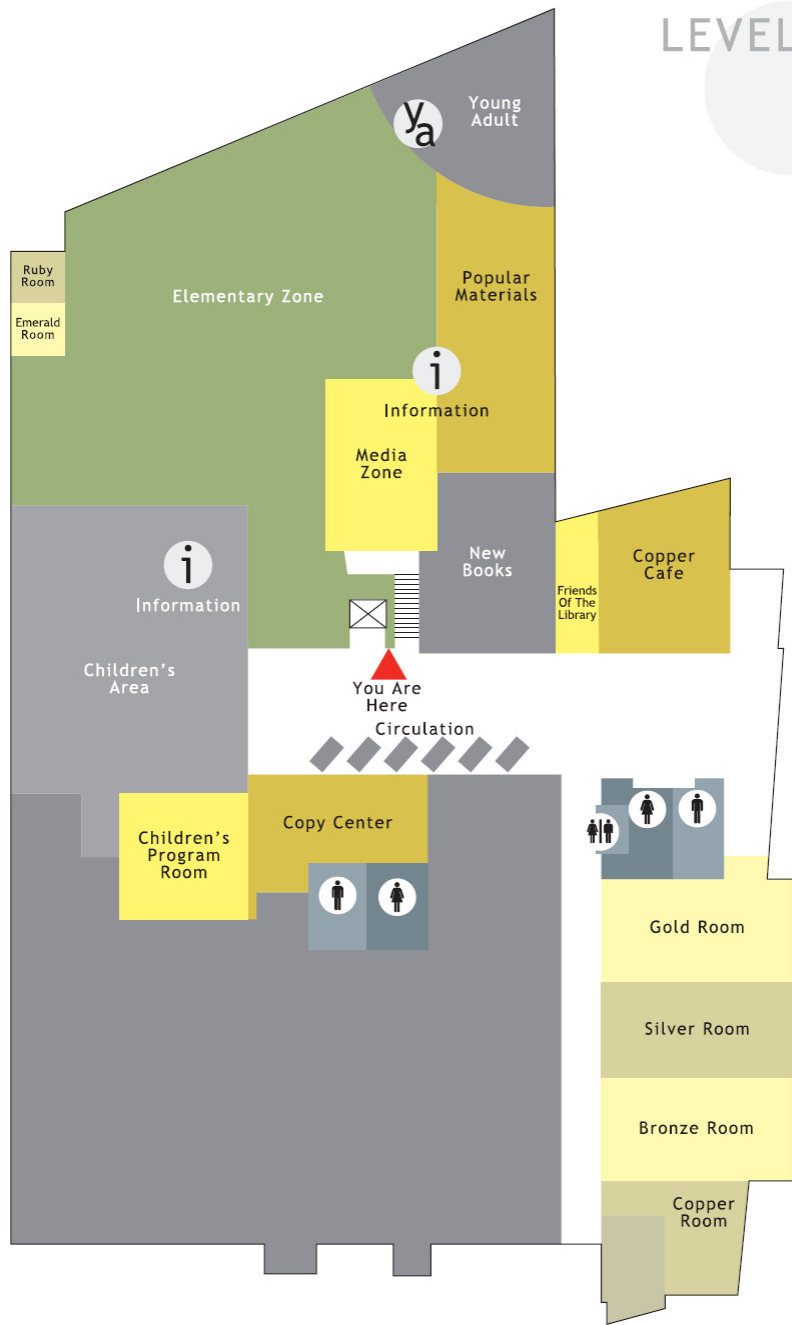 LEVEL
Young
Adult
ya
Popular
Materials
Ruby
Room
Emerald
Room
Elementary Zone
i
Information
Media
Zone
New
Books
Friends
Of The
Library
Copper
Cafe
i
Information
Children's
Area
You Are
Here
Circulation
Copy Center
Children's
Program
Room
Gold Room
Silver Room
Bronze Room
Copper
Room